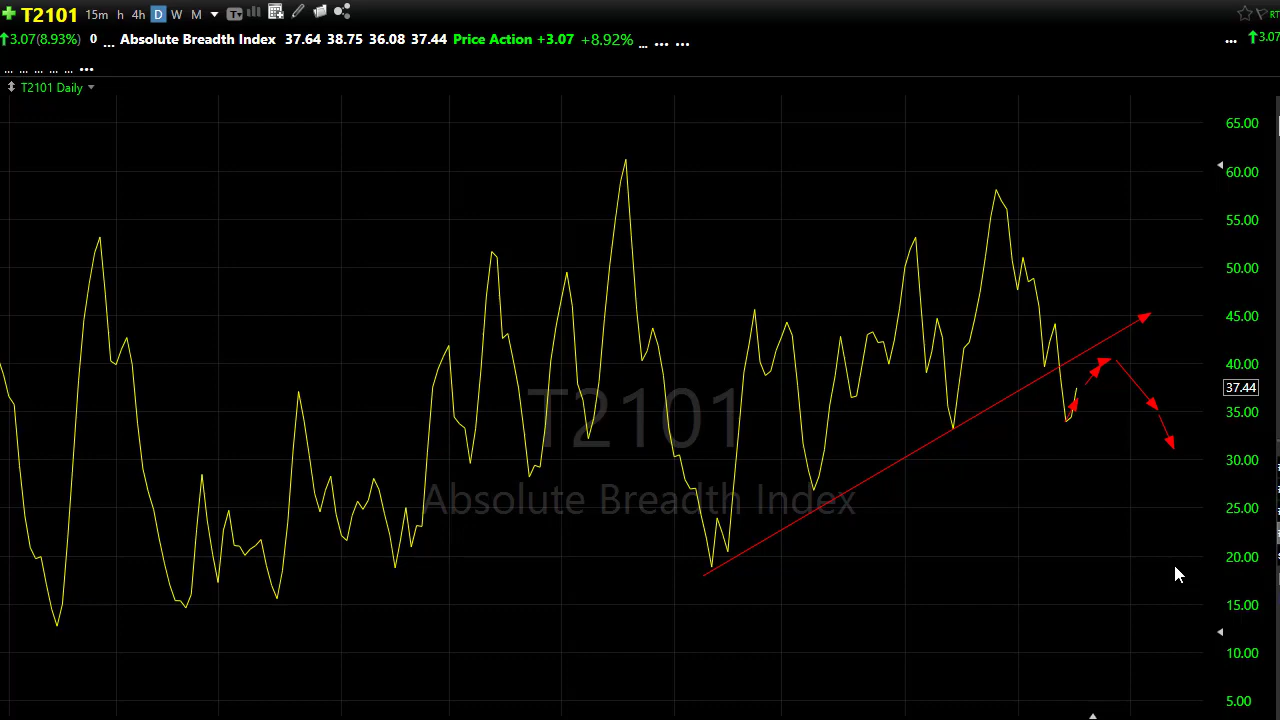 T2101 15m h 4h D W M T RT
3.07(8.93%) 0 ... Absolute Breadth Index 37.64 38.75 36.08 37.44 Price Action +3.07 +8.92% ... ... ... ... 3.07
... ... ... ... ... ...
T2101 Daily
65.00
60.00
55.00
50.00
45.00
40.00
37.44
35.00
30.00
25.00
20.00
15.00
10.00
5.00
T2101
Absolute Breadth Index